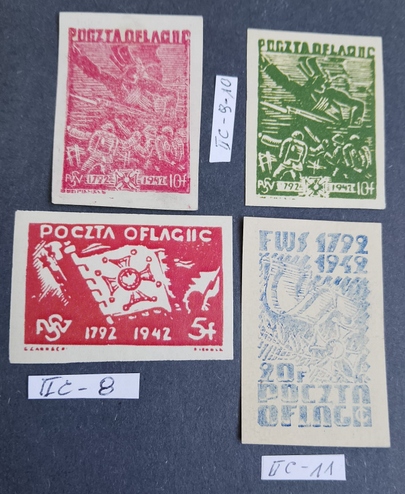 POCZTA OFLAG IIC
1792 1942 10f
IIC-9-10
POCZTA OFLAG IIC
1792 1942 10f
POCZTA OFLAG IIC
1792 1942 5f
IIC-8
FWS 1792
1942
20F
POCZTA
OFLAG
IIC-11